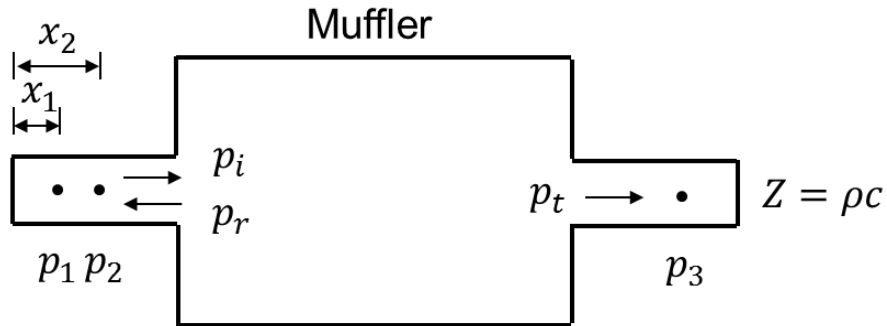 Muffler
x₂
x₁
pᵢ
pᵣ
pₜ
Z = ρc
p₁ p₂
p₃